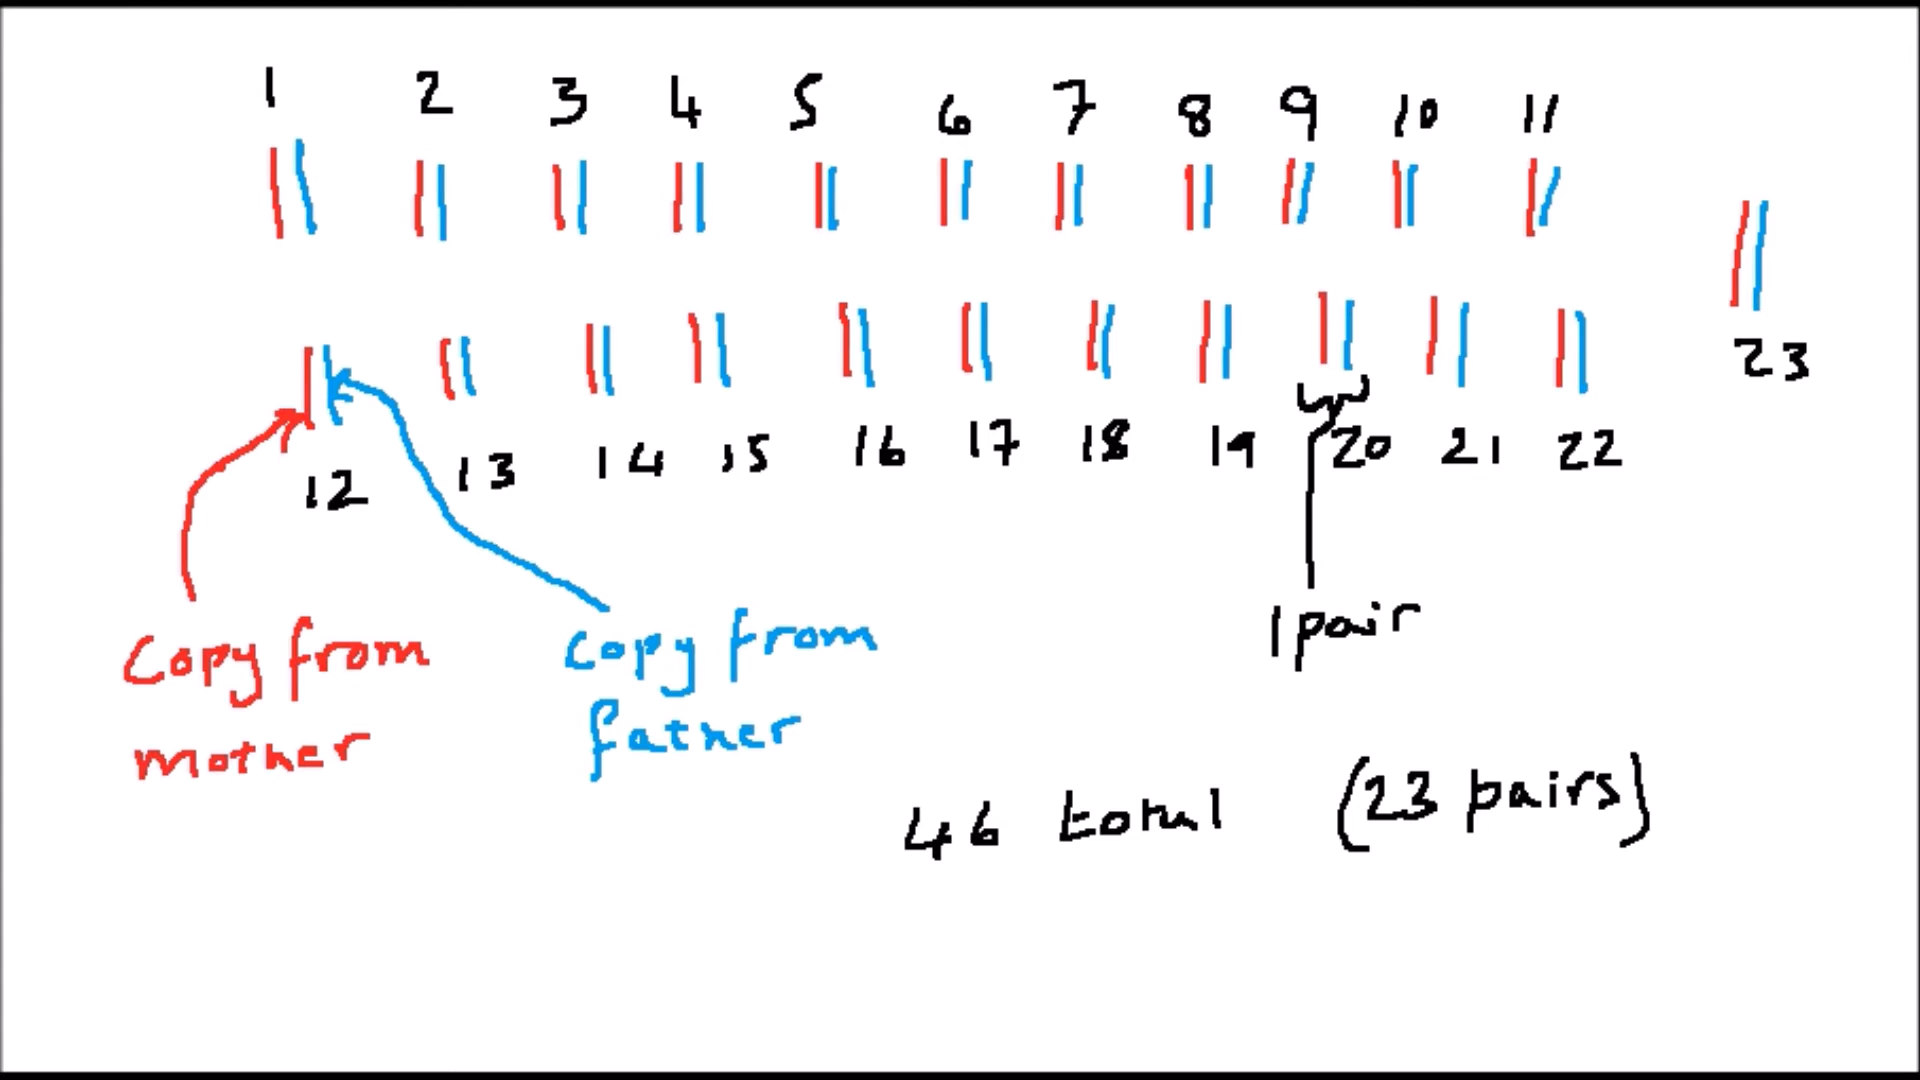 1 2 3 4 5 6 7 8 9 10 11
23
12 13 14 15 16 17 18 19 20 21 22
Copy from
mother
Copy from
father
1 pair
46 total (23 pairs)